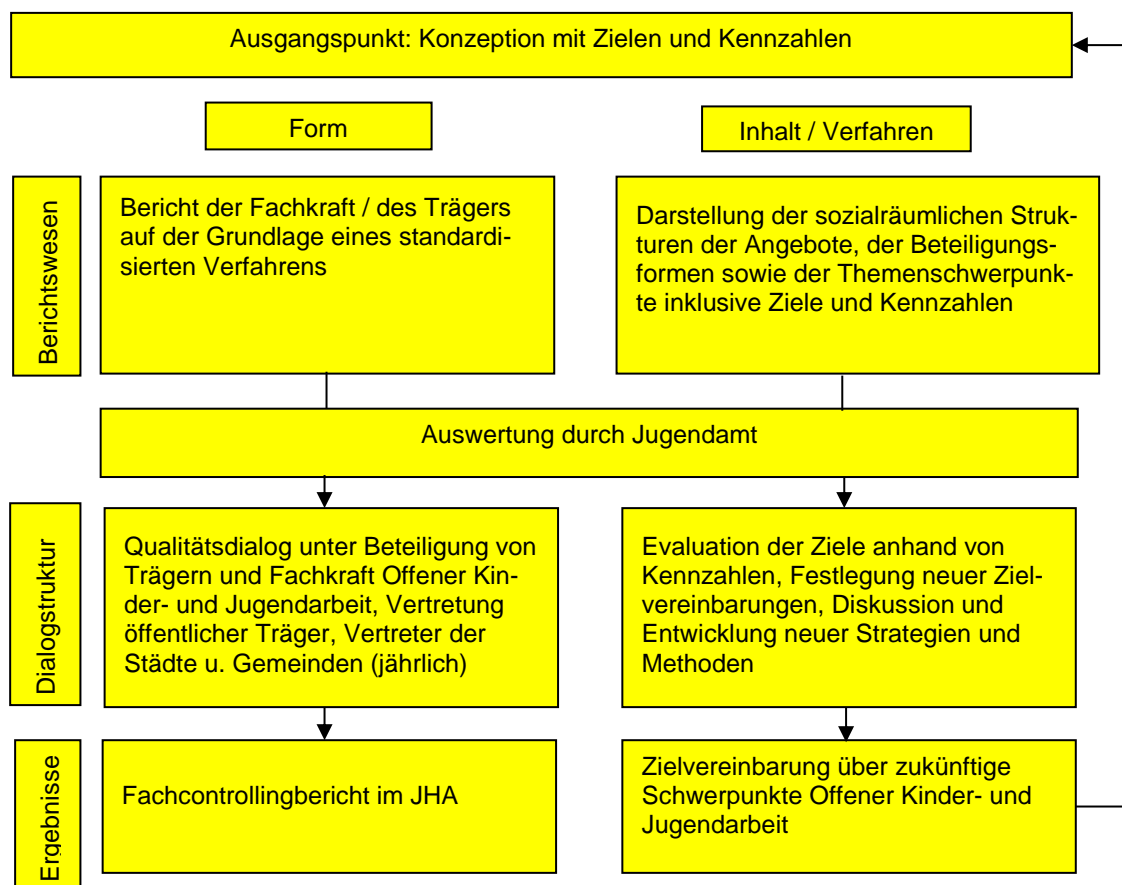 Ausgangspunkt: Konzeption mit Zielen und Kennzahlen
Form
Inhalt / Verfahren
Berichtswesen
Bericht der Fachkraft / des Trägers
auf der Grundlage eines standardi-
sierten Verfahrens
Darstellung der sozialräumlichen Struk-
turen der Angebote, der Beteiligungs-
formen sowie der Themenschwerpunk-
te inklusive Ziele und Kennzahlen
Auswertung durch Jugendamt
Dialogstruktur
Qualitätsdialog unter Beteiligung von
Trägern und Fachkraft Offener Kin-
der- und Jugendarbeit, Vertretung
öffentlicher Träger, Vertreter der
Städte u. Gemeinden (jährlich)
Evaluation der Ziele anhand von
Kennzahlen, Festlegung neuer Ziel-
vereinbarungen, Diskussion und
Entwicklung neuer Strategien und
Methoden
Ergebnisse
Fachcontrollingbericht im JHA
Zielvereinbarung über zukünftige
Schwerpunkte Offener Kinder- und
Jugendarbeit